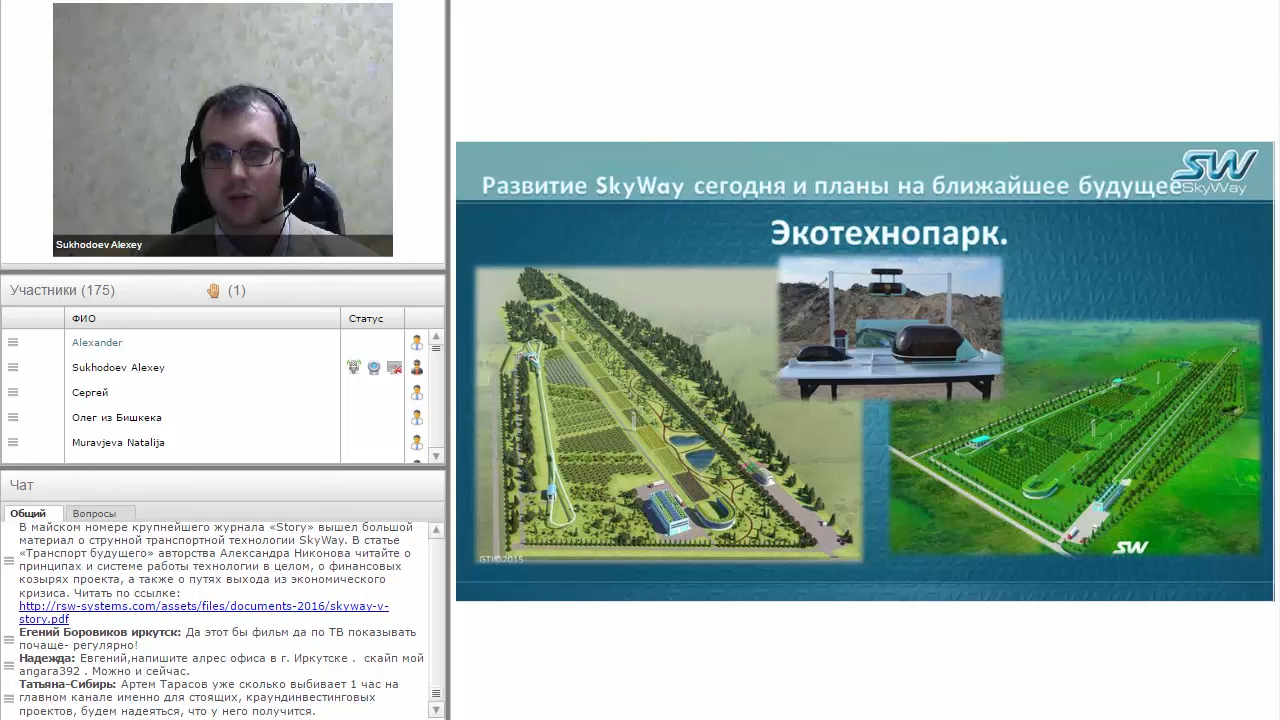 Sukhodoev Alexey
Участники (175)
(1)
ФИО
Статус
Alexander
Sukhodoev Alexey
Сергей
Олег из Бишкека
Muravjeva Natalija
Чат
Общий
Вопросы
В майском номере крупнейшего журнала «Story» вышел большой
материал о струнной транспортной технологии SkyWay. В статье
«Транспорт будущего» авторства Александра Никонова читайте о
принципах и системе работы технологии в целом, о финансовых
козырях проекта, а также о путях выхода из экономического
кризиса. Читать по ссылке:
http://rsw-systems.com/assets/files/documents-2016/skyway-v-
story.pdf
Егений Боровиков иркутск: Да этот бы фильм да по ТВ показывать
почаще- регулярно!
Надежда: Евгений,напишите алрес офиса в г. Иркутске . скайп мой
angara392 . Можно и сейчас.
Татьяна-Сибирь: Артем Тарасов уже сколько выбивает 1 час на
главном канале именно для стоящих, краундинвестинговых
проектов, будем надеяться, что у него получится.
Развитие SkyWay сегодня и планы на ближайшее будущее
SW
SkyWay
Экотехнопарк.
GTI©2015
SW